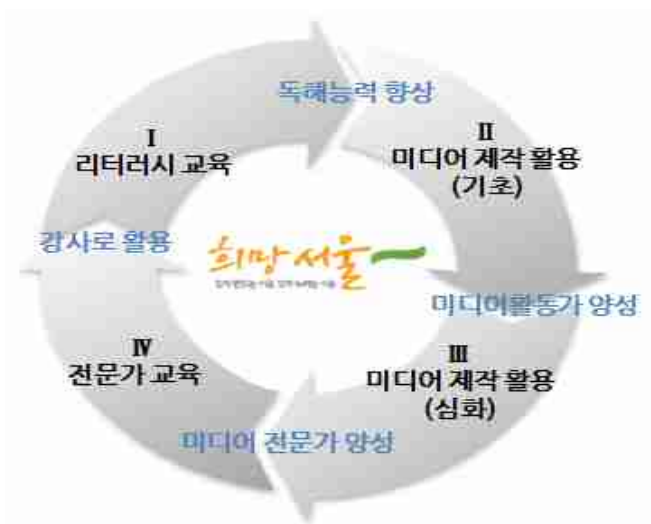 독해능력 향상
Ⅰ
리터러시 교육
Ⅱ
미디어 제작 활용
(기초)
강사로 활용
희망서울
미디어활동가 양성
Ⅳ
전문가 교육
Ⅲ
미디어 제작 활용
(심화)
미디어 전문가 양성